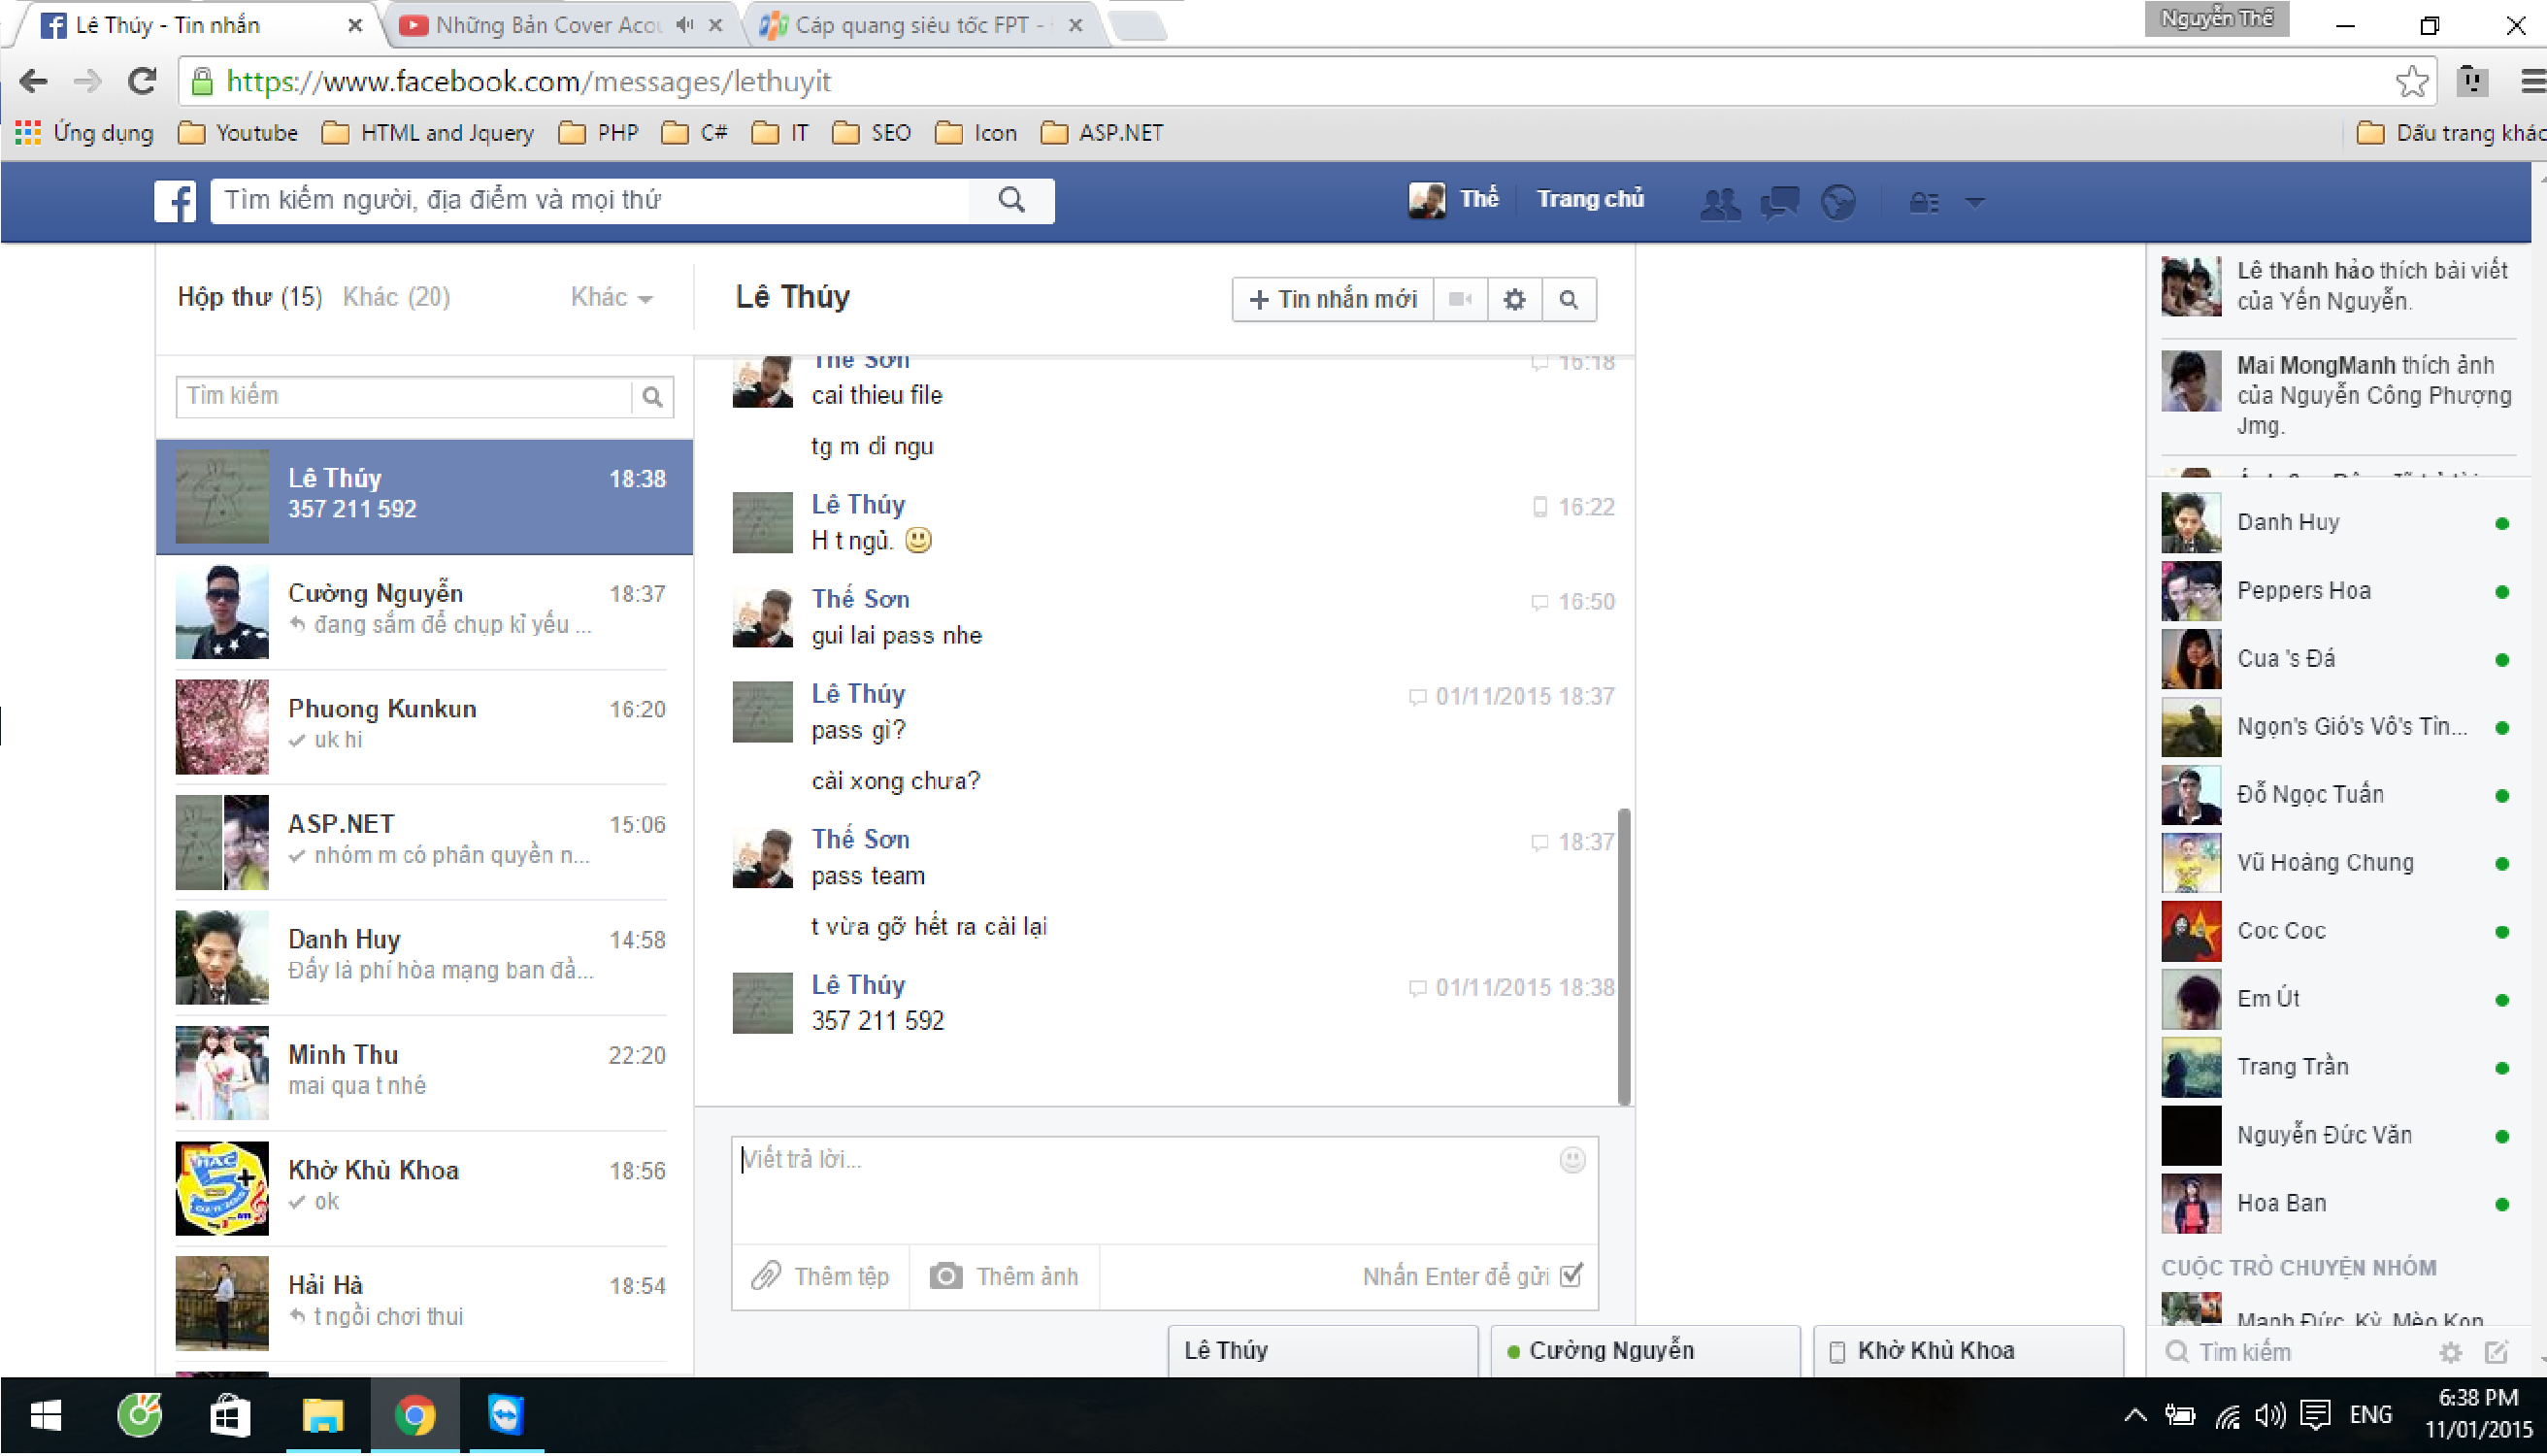 Nguyễn Thế
Lê Thúy - Tin nhắn
Những Bản Cover Acou
Cáp quang siêu tốc FPT -
https://www.facebook.com/messages/lethuyit
Ứng dụng
Youtube
HTML and Jquery
PHP
C#
IT
SEO
Icon
ASP.NET
Dấu trang khác
Tìm kiếm người, địa điểm và mọi thứ
Thế
Trang chủ
Hộp thư (15)
Khác (20)
Khác
Tìm kiếm
Lê Thúy 18:38
357 211 592
Cường Nguyễn 18:37
đang sắm để chụp kỉ yếu ...
Phuong Kunkun 16:20
uk hi
ASP.NET 15:06
nhóm m có phân quyền n...
Danh Huy 14:58
Đấy là phí hòa mạng ban đầ...
Minh Thu 22:20
mai qua t nhé
Khờ Khù Khoa 18:56
ok
Hải Hà 18:54
t ngồi chơi thui
Lê Thúy
Tin nhắn mới
Thế Sơn 16:18
cai thieu file
tg m di ngu
Lê Thúy 16:22
H t ngủ.
Thế Sơn 16:50
gui lai pass nhe
Lê Thúy 01/11/2015 18:37
pass gì?
cài xong chưa?
Thế Sơn 18:37
pass team
t vừa gỡ hết ra cài lại
Lê Thúy 01/11/2015 18:38
357 211 592
Viết trả lời...
Thêm tệp
Thêm ảnh
Nhấn Enter để gửi
Lê Thúy
Cường Nguyễn
Khờ Khù Khoa
Lê thanh hảo thích bài viết
của Yến Nguyễn.
Mai MongManh thích ảnh
của Nguyễn Công Phượng
Jmg.
Danh Huy
Peppers Hoa
Cua 's Đá
Ngọn's Gió's Vô's Tìn...
Đỗ Ngọc Tuấn
Vũ Hoàng Chung
Coc Coc
Em Út
Trang Trần
Nguyễn Đức Văn
Hoa Ban
CUỘC TRÒ CHUYỆN NHÓM
Mạnh Đức, Kỳ, Mèo Kon
Tìm kiếm
ENG
6:38 PM
11/01/2015